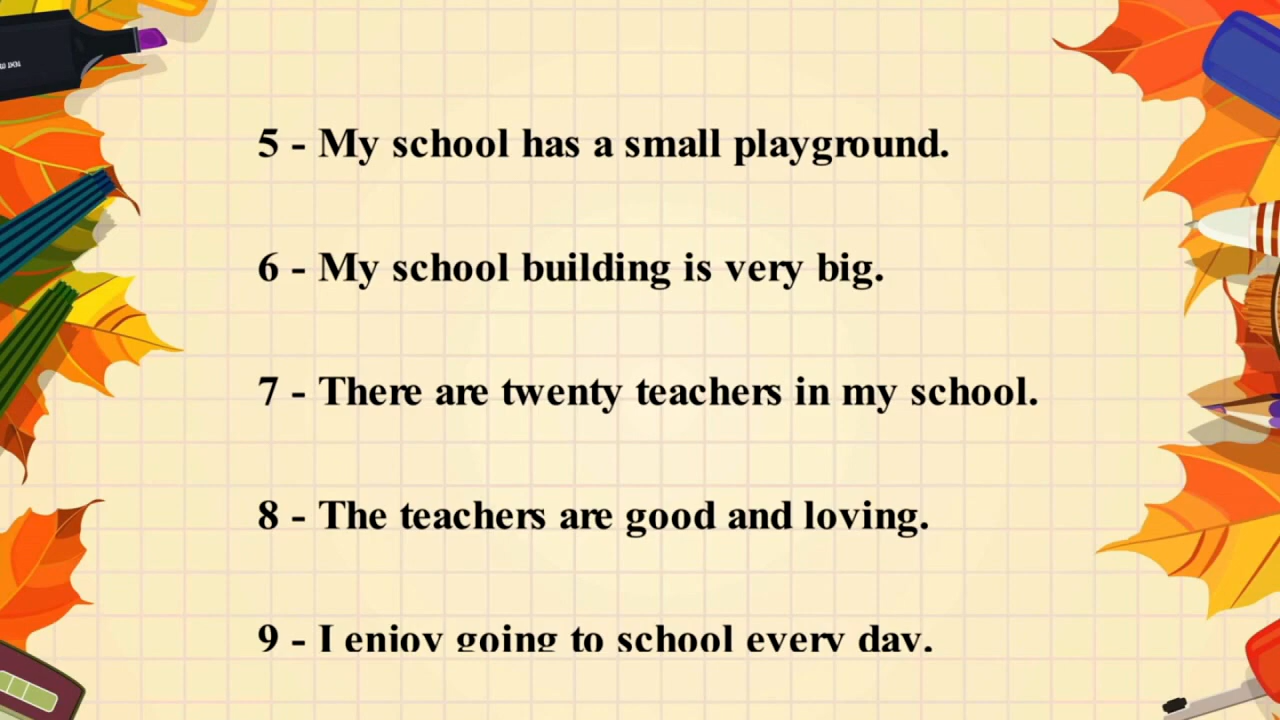 5 - My school has a small playground.
6 - My school building is very big.
7 - There are twenty teachers in my school.
8 - The teachers are good and loving.
9 - I enjoy going to school every day.